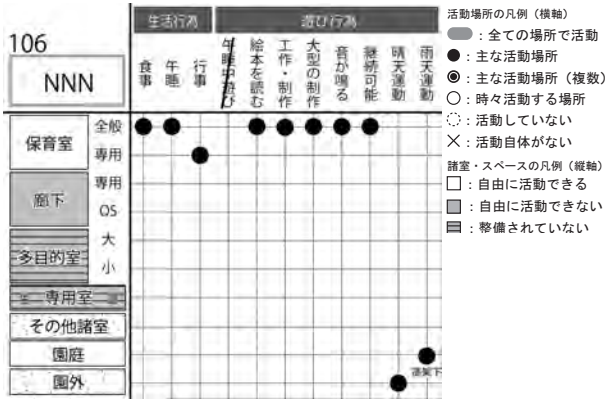 生活行為
遊び行為
106
NNN
食事
午睡
行事
午睡中遊び
絵本を読む
工作・制作
大型の制作
音が鳴る
継続可能
晴天運動
雨天運動
保育室
全般
専用
廊下
専用
OS
多目的室
大
小
専用室
その他諸室
園庭
園外
活動場所の凡例（横軸）
：全ての場所で活動
：主な活動場所
：主な活動場所（複数）
：時々活動する場所
：活動していない
：活動自体がない
諸室・スペースの凡例（縦軸）
：自由に活動できる
：自由に活動できない
：整備されていない